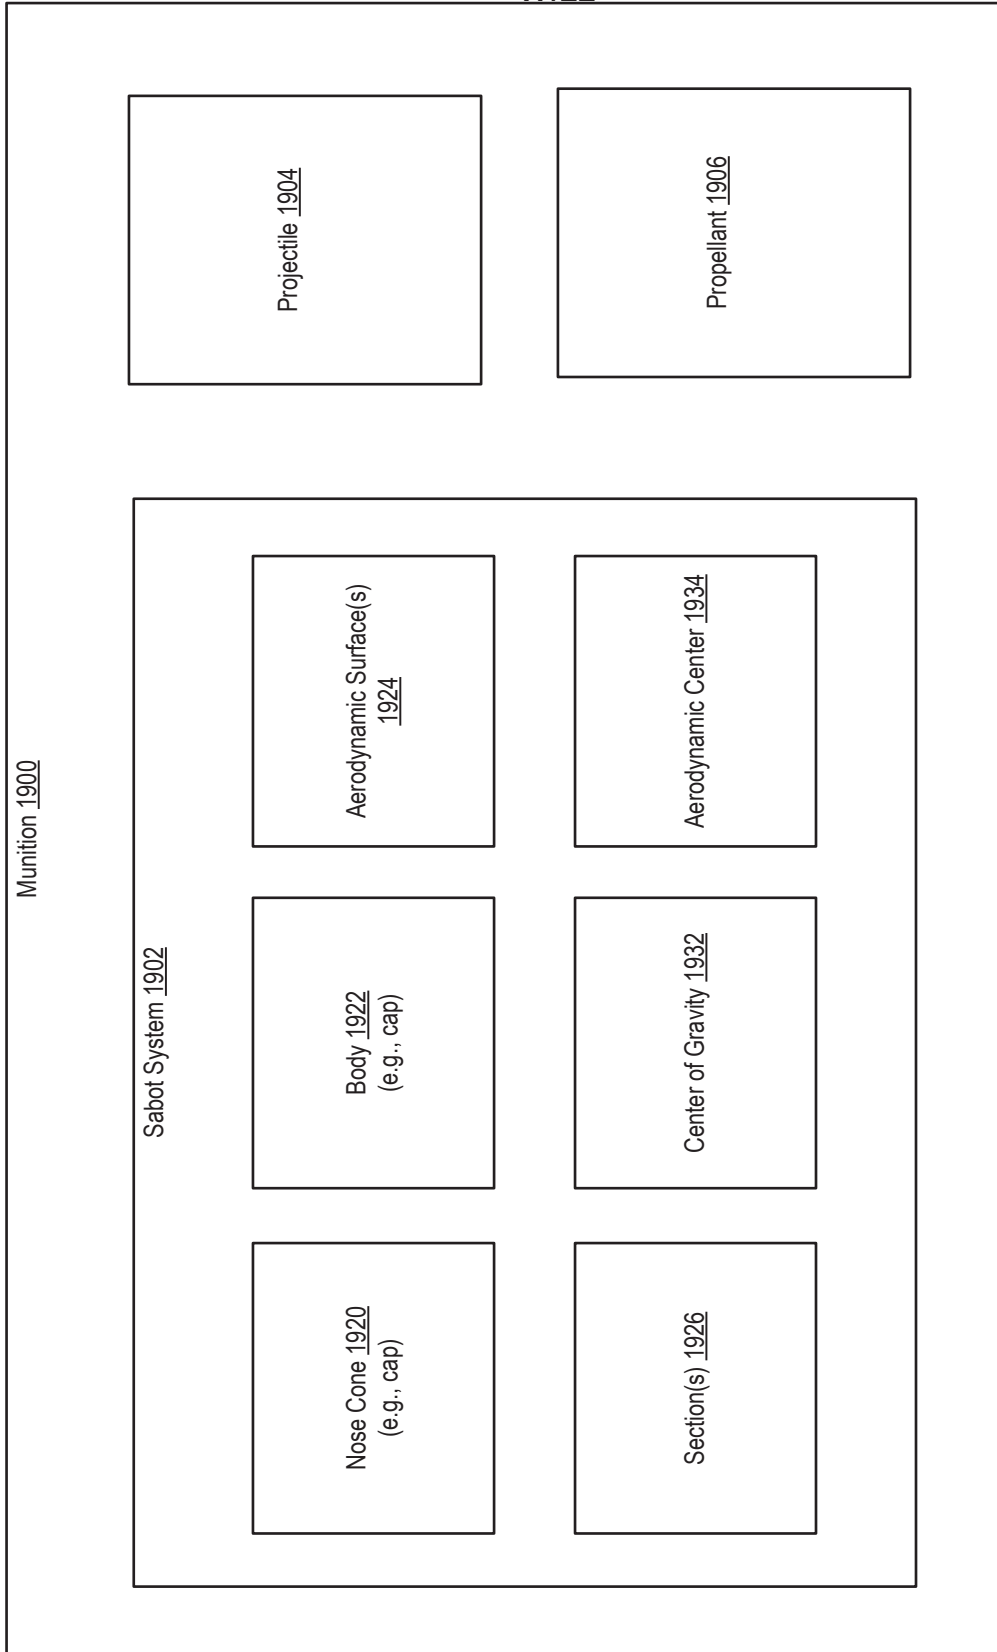 Munition 1900
Sabot System 1902
Nose Cone 1920
(e.g., cap)
Body 1922
(e.g., cap)
Aerodynamic Surface(s)
1924
Section(s) 1926
Center of Gravity 1932
Aerodynamic Center 1934
Projectile 1904
Propellant 1906